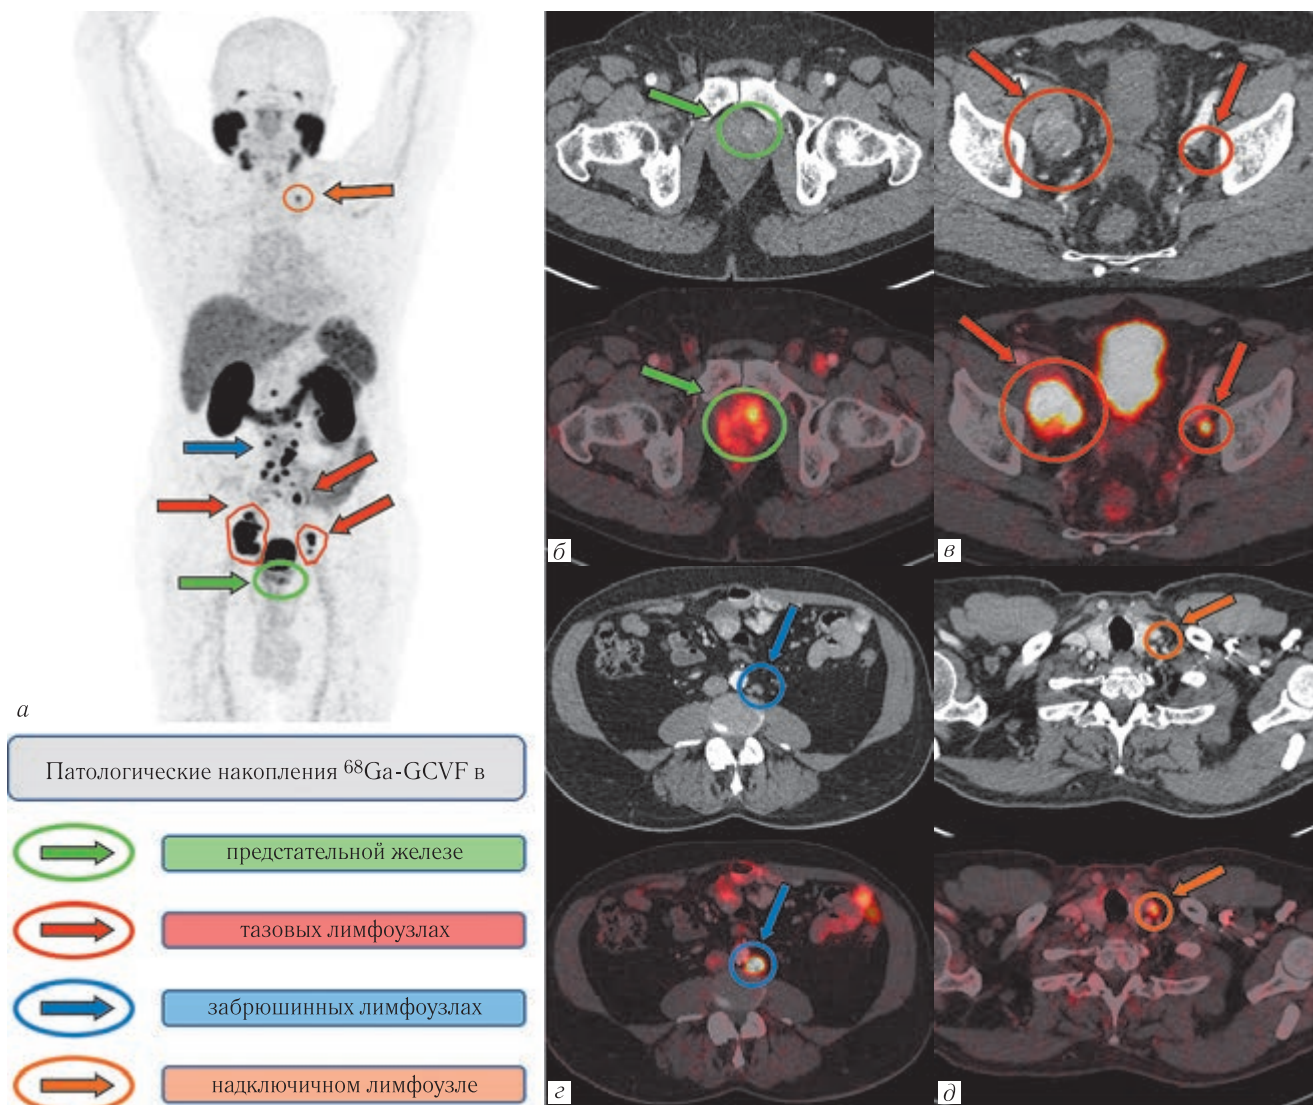 а
б
в
Патологические накопления ⁶⁸Ga-GCVF в
предстательной железе
тазовых лимфоузлах
забрюшинных лимфоузлах
надключичном лимфоузле
г
д